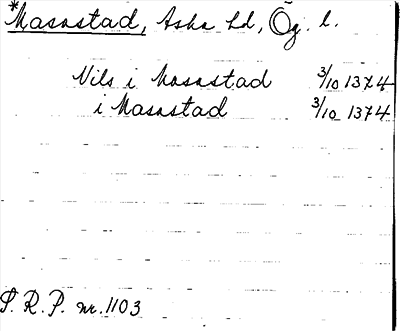 *Masastad, Aska hd, Ög. l.
Nils i Masastad 3/10 1374
i Masastad 3/10 1374
S. R. P. nr. 1103